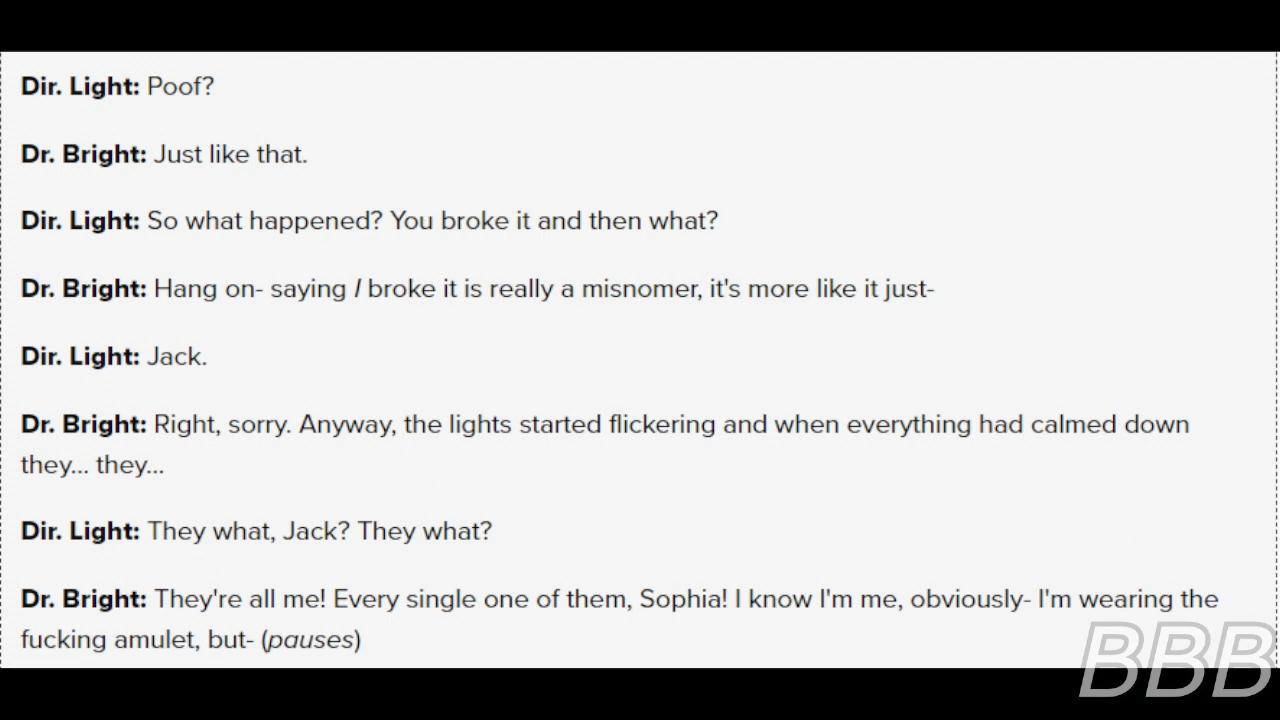 Dir. Light: Poof?
Dr. Bright: Just like that.
Dir. Light: So what happened? You broke it and then what?
Dr. Bright: Hang on- saying I broke it is really a misnomer, it's more like it just-
Dir. Light: Jack.
Dr. Bright: Right, sorry. Anyway, the lights started flickering and when everything had calmed down
they... they...
Dir. Light: They what, Jack? They what?
Dr. Bright: They're all me! Every single one of them, Sophia! I know I'm me, obviously- I'm wearing the
fucking amulet, but- (pauses)
BBB